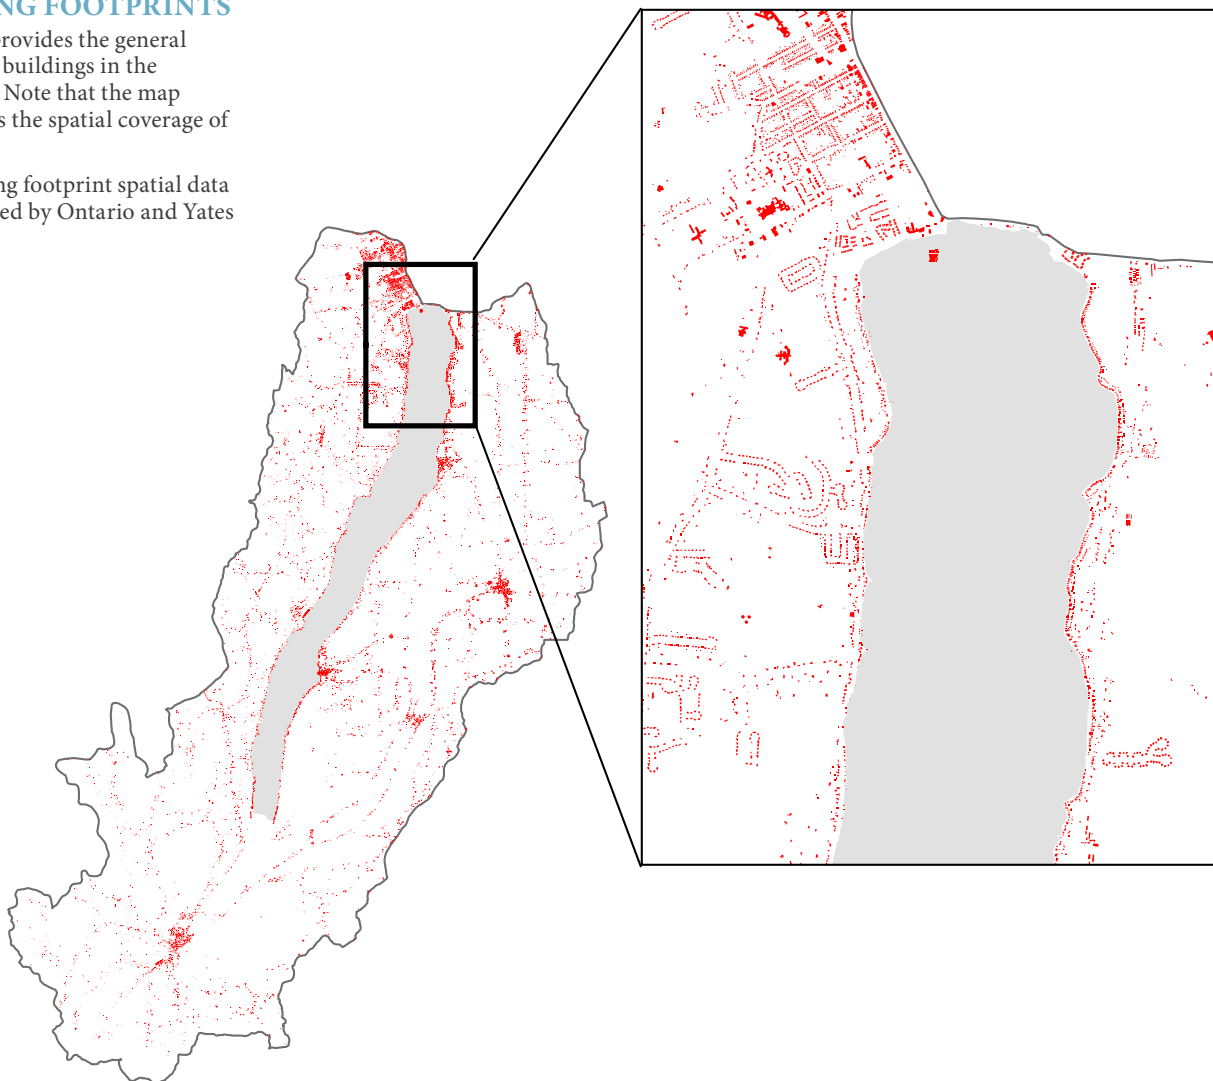 NG FOOTPRINTS
provides the general
buildings in the
Note that the map
s the spatial coverage of
ng footprint spatial data
ed by Ontario and Yates